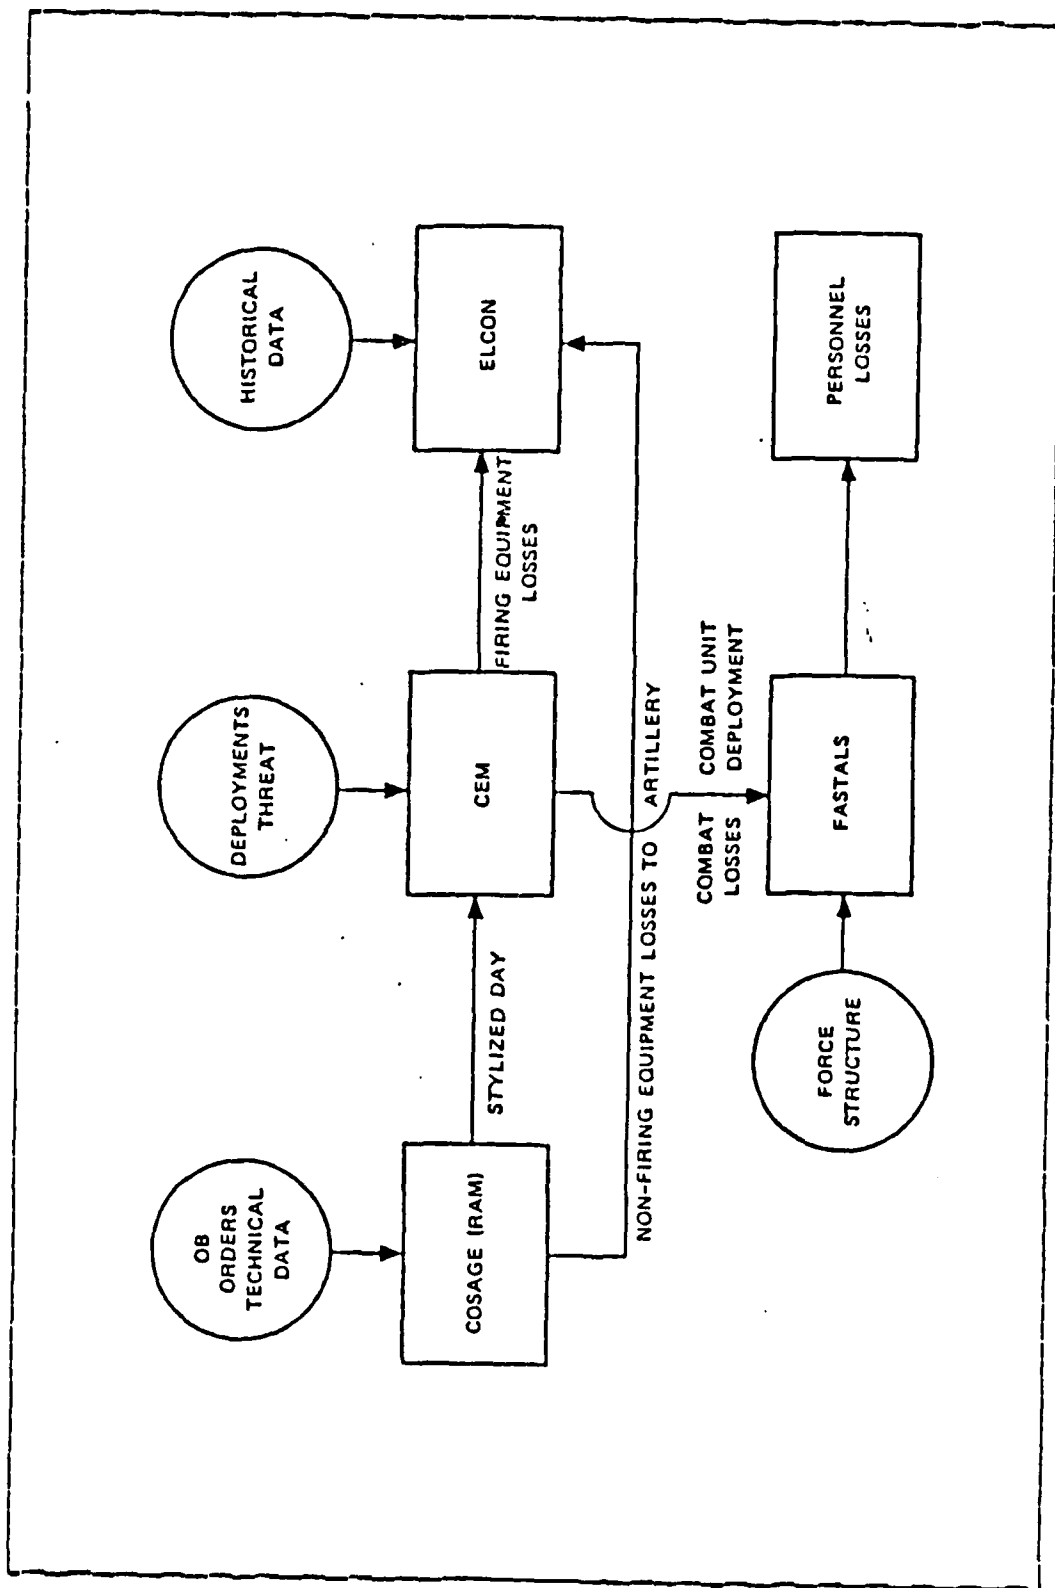 OB
ORDERS
TECHNICAL
DATA
DEPLOYMENTS
THREAT
HISTORICAL
DATA
COSAGE (RAM)
STYLIZED DAY
CEM
FIRING EQUIPMENT
LOSSES
ELCON
NON-FIRING EQUIPMENT LOSSES TO ARTILLERY
COMBAT
LOSSES
COMBAT UNIT
DEPLOYMENT
FORCE
STRUCTURE
FASTALS
PERSONNEL
LOSSES